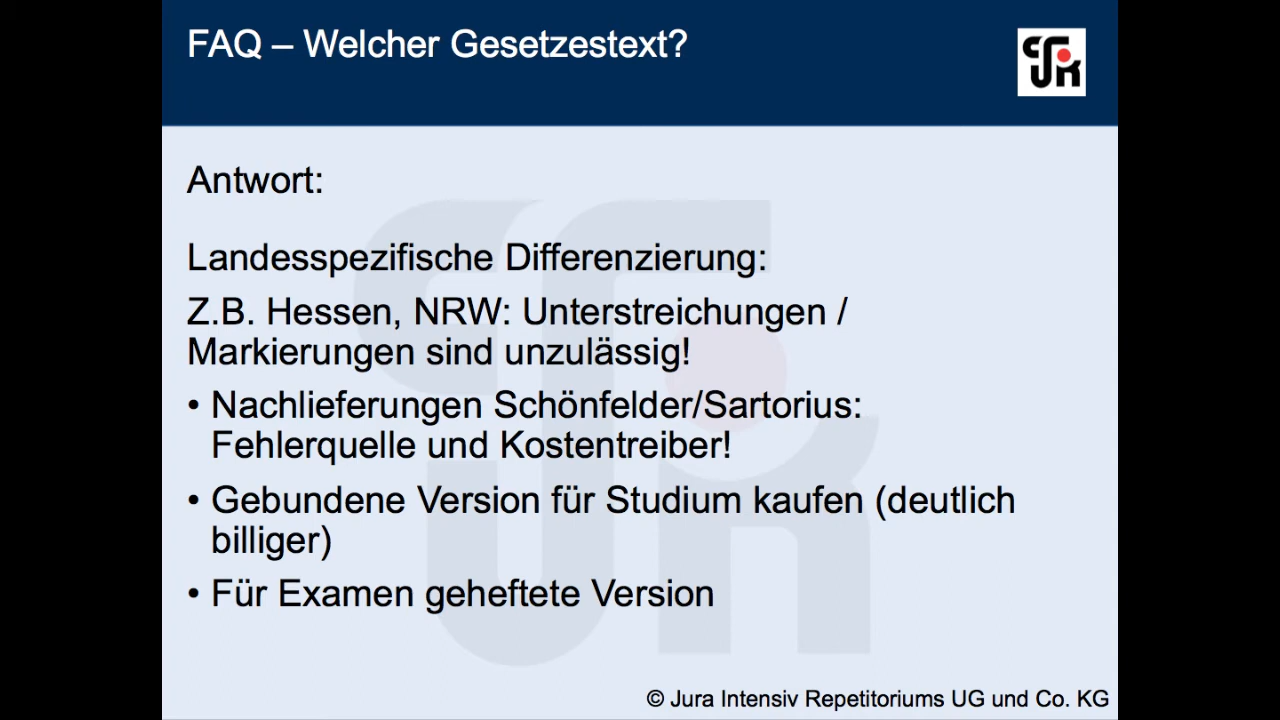 FAQ – Welcher Gesetzestext?
Antwort:
Landesspezifische Differenzierung:
Z.B. Hessen, NRW: Unterstreichungen /
Markierungen sind unzulässig!
• Nachlieferungen Schönfelder/Sartorius:
Fehlerquelle und Kostentreiber!
• Gebundene Version für Studium kaufen (deutlich
billiger)
• Für Examen geheftete Version
© Jura Intensiv Repetitoriums UG und Co. KG